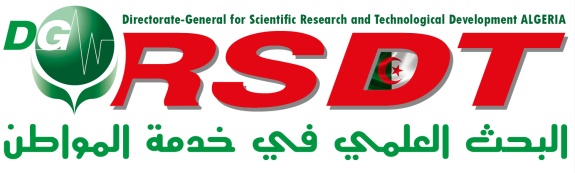 Directorate-General for Scientific Research and Technological Development ALGERIA
DG RSDT
البحث العلمي في خدمة المواطن